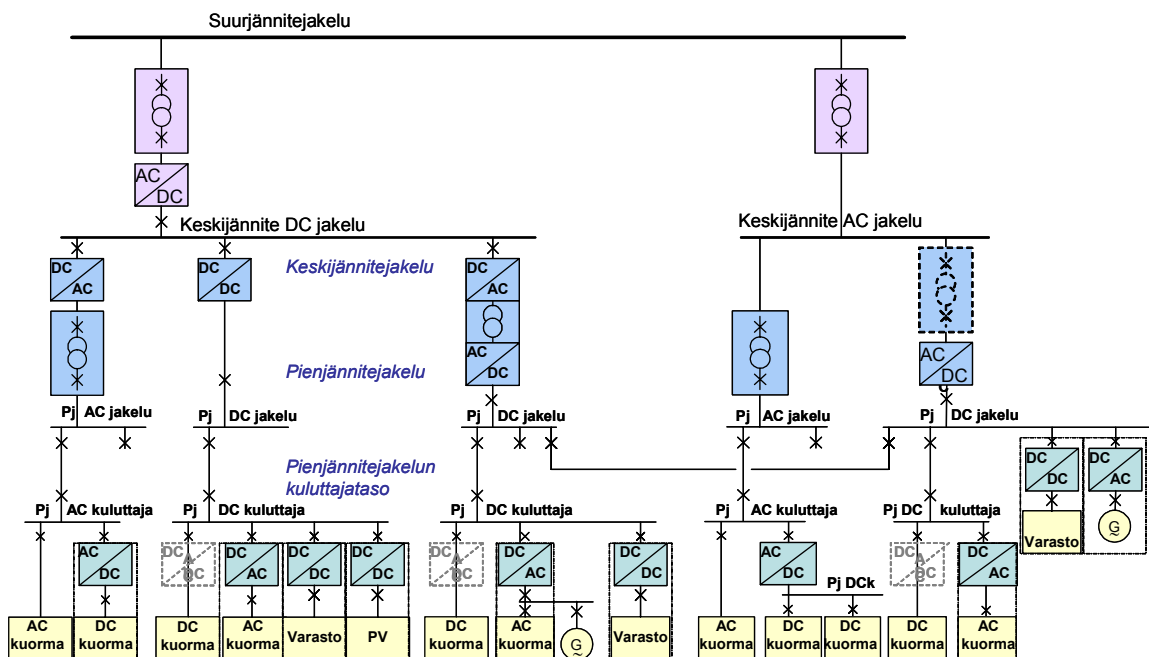 Suurjännitejakelu
AC
DC
Keskijännite DC jakelu
Keskijännite AC jakelu
DC
AC
DC
DC
Keskijännitejakelu
DC
AC
AC
DC
Pienjännitejakelu
AC
DC
Pj AC jakelu
Pj DC jakelu
Pj DC jakelu
Pj AC jakelu
Pj DC jakelu
Pienjännitejakelun
kuluttajataso
DC
DC
DC
AC
Varasto
G
Pj AC kuluttaja
Pj DC kuluttaja
Pj DC kuluttaja
Pj AC kuluttaja
Pj DC kuluttaja
AC
DC
DC
DC
DC
AC
DC
DC
DC
DC
DC
DC
DC
AC
DC
DC
AC
DC
DC
DC
DC
AC
Pj DCk
AC
kuorma
DC
kuorma
DC
kuorma
AC
kuorma
Varasto
PV
DC
kuorma
AC
kuorma
G
Varasto
AC
kuorma
DC
kuorma
DC
kuorma
DC
kuorma
AC
kuorma